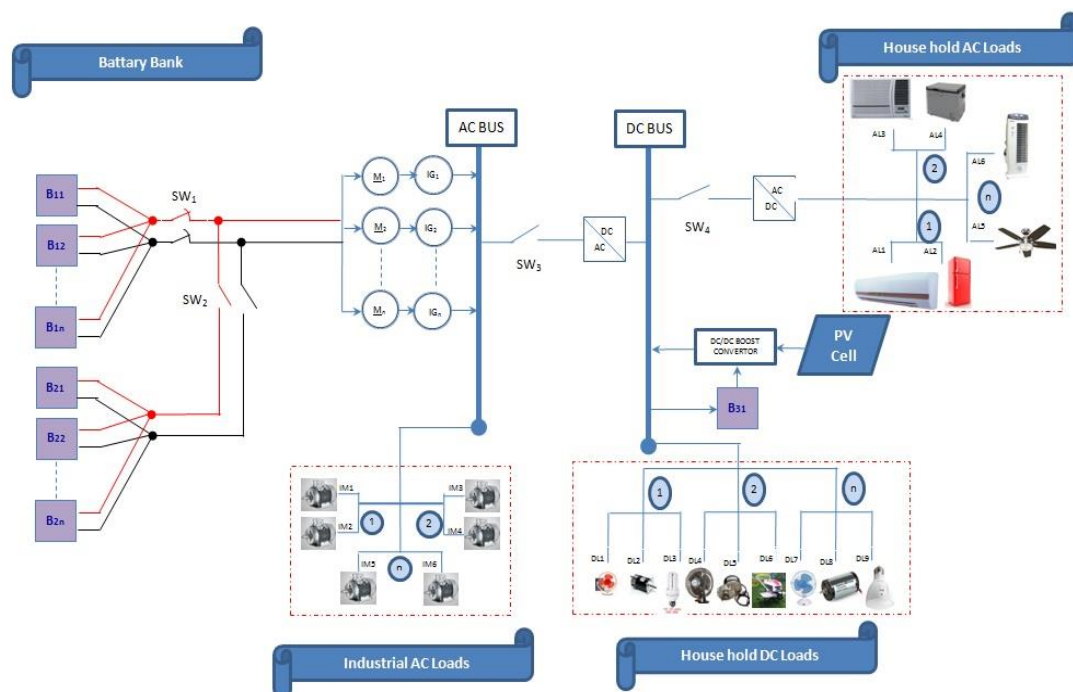 Battary Bank
House hold AC Loads
AC BUS
DC BUS
AL3
AL4
AL6
2
n
1
AL5
AL1
AL2
B11
B12
B1n
B21
B22
B2n
SW1
SW2
M1
IG1
M2
IG2
Mn
IGn
SW3
DC
AC
SW4
AC
DC
DC/DC BOOST
CONVERTOR
PV
Cell
B31
IM1
IM2
IM3
IM4
IM5
IM6
1
2
n
1
2
n
DL1
DL2
DL3
DL4
DL5
DL6
DL7
DL8
DL9
Industrial AC Loads
House hold DC Loads